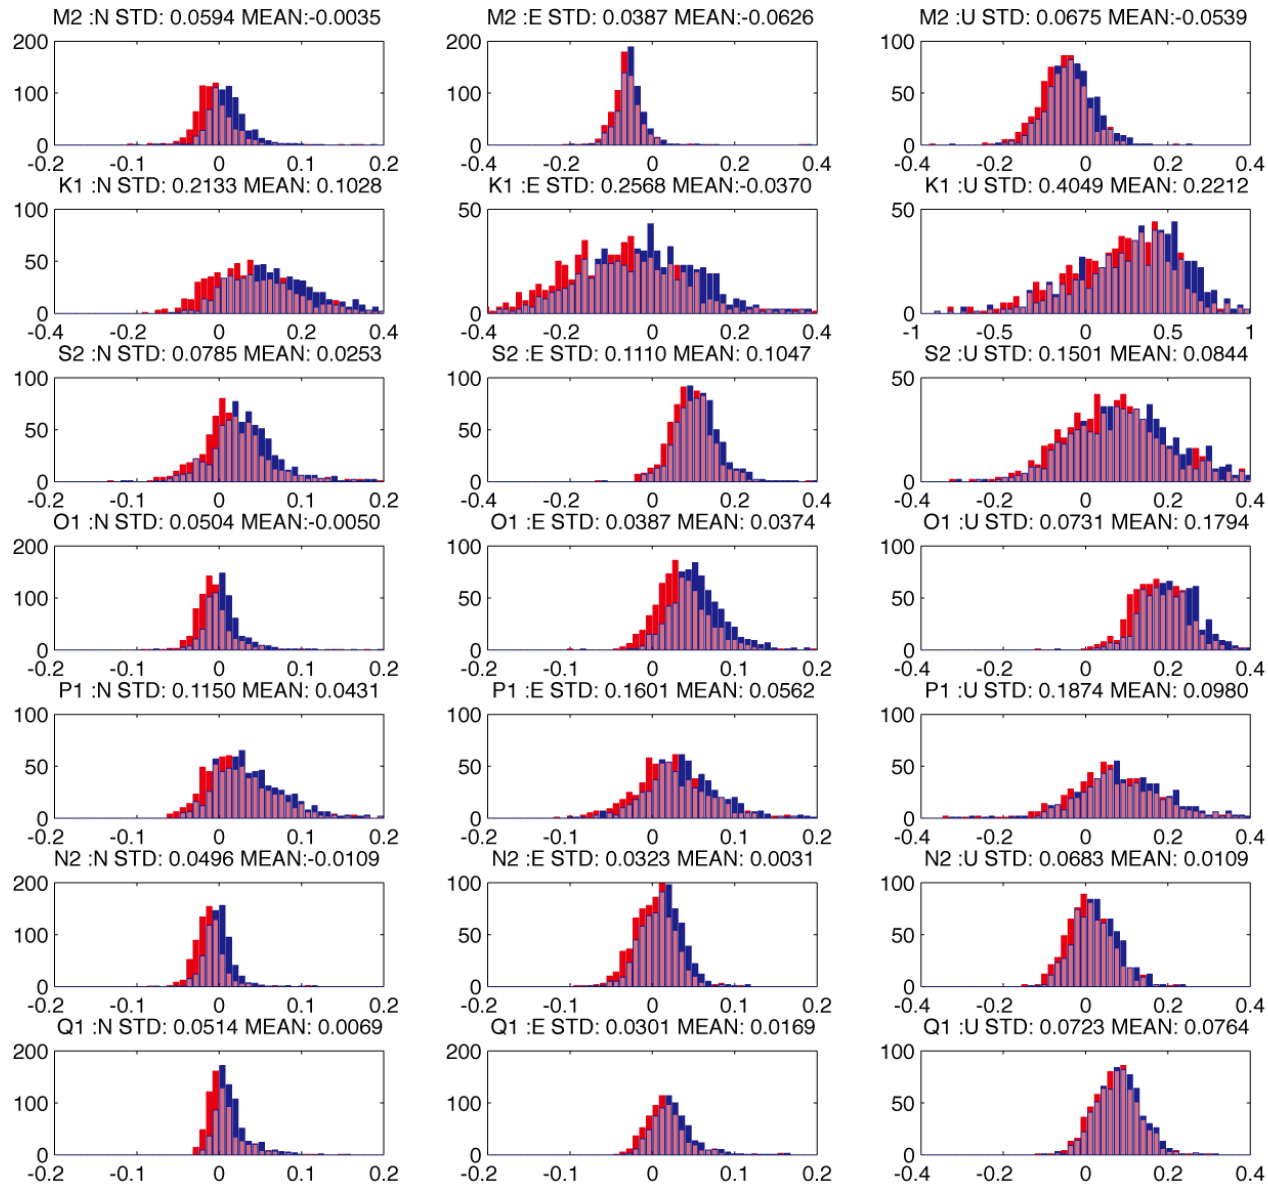 M2 :N STD: 0.0594 MEAN:-0.0035
M2 :E STD: 0.0387 MEAN:-0.0626
M2 :U STD: 0.0675 MEAN:-0.0539
200
100
0
-0.2 -0.1 0 0.1 0.2
200
100
0
-0.4 -0.2 0 0.2 0.4
100
50
0
-0.4 -0.2 0 0.2 0.4
K1 :N STD: 0.2133 MEAN: 0.1028
K1 :E STD: 0.2568 MEAN:-0.0370
K1 :U STD: 0.4049 MEAN: 0.2212
100
50
0
-0.4 -0.2 0 0.2 0.4
50
0
-0.4 -0.2 0 0.2 0.4
50
0
-1 -0.5 0 0.5 1
S2 :N STD: 0.0785 MEAN: 0.0253
S2 :E STD: 0.1110 MEAN: 0.1047
S2 :U STD: 0.1501 MEAN: 0.0844
100
50
0
-0.2 -0.1 0 0.1 0.2
100
50
0
-0.4 -0.2 0 0.2 0.4
50
0
-0.4 -0.2 0 0.2 0.4
O1 :N STD: 0.0504 MEAN:-0.0050
O1 :E STD: 0.0387 MEAN: 0.0374
O1 :U STD: 0.0731 MEAN: 0.1794
200
100
0
-0.2 -0.1 0 0.1 0.2
100
50
0
-0.2 -0.1 0 0.1 0.2
100
50
0
-0.4 -0.2 0 0.2 0.4
P1 :N STD: 0.1150 MEAN: 0.0431
P1 :E STD: 0.1601 MEAN: 0.0562
P1 :U STD: 0.1874 MEAN: 0.0980
100
50
0
-0.2 -0.1 0 0.1 0.2
100
50
0
-0.2 -0.1 0 0.1 0.2
100
50
0
-0.4 -0.2 0 0.2 0.4
N2 :N STD: 0.0496 MEAN:-0.0109
N2 :E STD: 0.0323 MEAN: 0.0031
N2 :U STD: 0.0683 MEAN: 0.0109
200
100
0
-0.2 -0.1 0 0.1 0.2
100
50
0
-0.2 -0.1 0 0.1 0.2
100
50
0
-0.4 -0.2 0 0.2 0.4
Q1 :N STD: 0.0514 MEAN: 0.0069
Q1 :E STD: 0.0301 MEAN: 0.0169
Q1 :U STD: 0.0723 MEAN: 0.0764
200
100
0
-0.2 -0.1 0 0.1 0.2
200
100
0
-0.2 -0.1 0 0.1 0.2
100
50
0
-0.4 -0.2 0 0.2 0.4